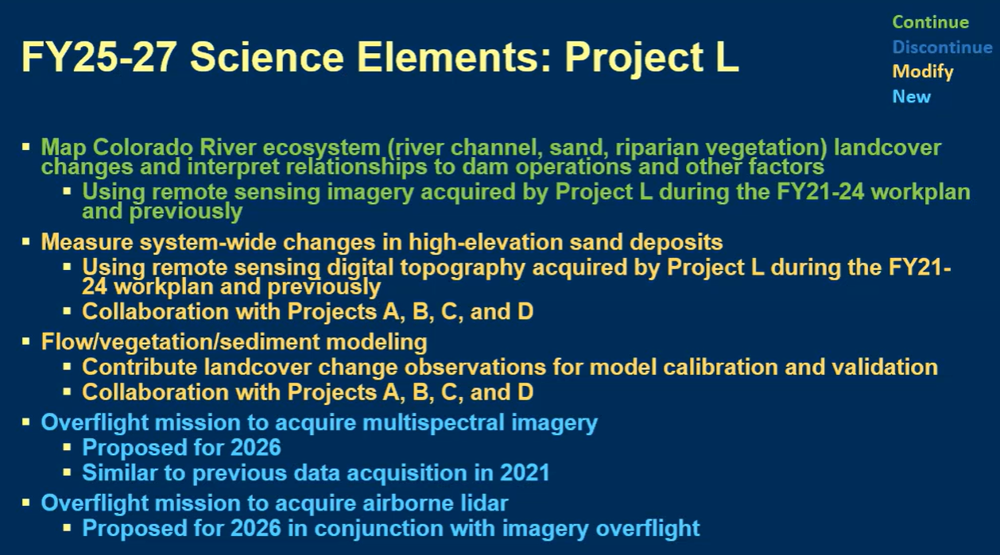 FY25-27 Science Elements: Project L
Continue
Discontinue
Modify
New
▪ Map Colorado River ecosystem (river channel, sand, riparian vegetation) landcover
changes and interpret relationships to dam operations and other factors
▪ Using remote sensing imagery acquired by Project L during the FY21-24 workplan
and previously
▪ Measure system-wide changes in high-elevation sand deposits
▪ Using remote sensing digital topography acquired by Project L during the FY21-
24 workplan and previously
▪ Collaboration with Projects A, B, C, and D
▪ Flow/vegetation/sediment modeling
▪ Contribute landcover change observations for model calibration and validation
▪ Collaboration with Projects A, B, C, and D
▪ Overflight mission to acquire multispectral imagery
▪ Proposed for 2026
▪ Similar to previous data acquisition in 2021
▪ Overflight mission to acquire airborne lidar
▪ Proposed for 2026 in conjunction with imagery overflight